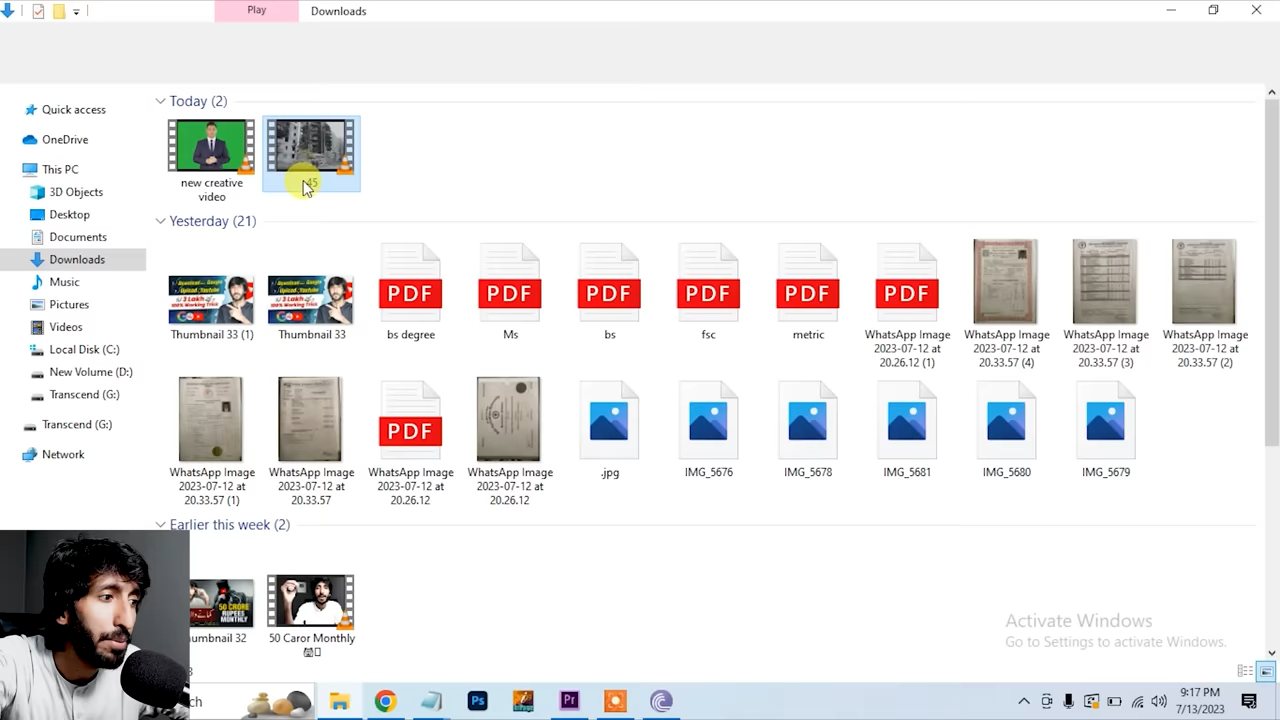 Play
Downloads
Quick access
OneDrive
This PC
3D Objects
Desktop
Documents
Downloads
Music
Pictures
Videos
Local Disk (C:)
New Volume (D:)
Transcend (G:)
Transcend (G:)
Network
Today (2)
new creative
video
45
Yesterday (21)
Thumbnail 33 (1)
Thumbnail 33
PDF
bs degree
PDF
Ms
PDF
bs
PDF
fsc
PDF
metric
PDF
WhatsApp Image
2023-07-12 at
20.26.12 (1)
WhatsApp Image
2023-07-12 at
20.33.57 (4)
WhatsApp Image
2023-07-12 at
20.33.57 (3)
WhatsApp Image
2023-07-12 at
20.33.57 (2)
WhatsApp Image
2023-07-12 at
20.33.57 (1)
WhatsApp Image
2023-07-12 at
20.33.57
PDF
WhatsApp Image
2023-07-12 at
20.26.12
WhatsApp Image
2023-07-12 at
20.26.12
.jpg
IMG_5676
IMG_5678
IMG_5681
IMG_5680
IMG_5679
Earlier this week (2)
50 CRORE
RUPEES
MONTHLY
umbnail 32
50 Caror Monthly
Activate Windows
Go to Settings to activate Windows.
rch
Ps
Pr
9:17 PM
7/13/2023